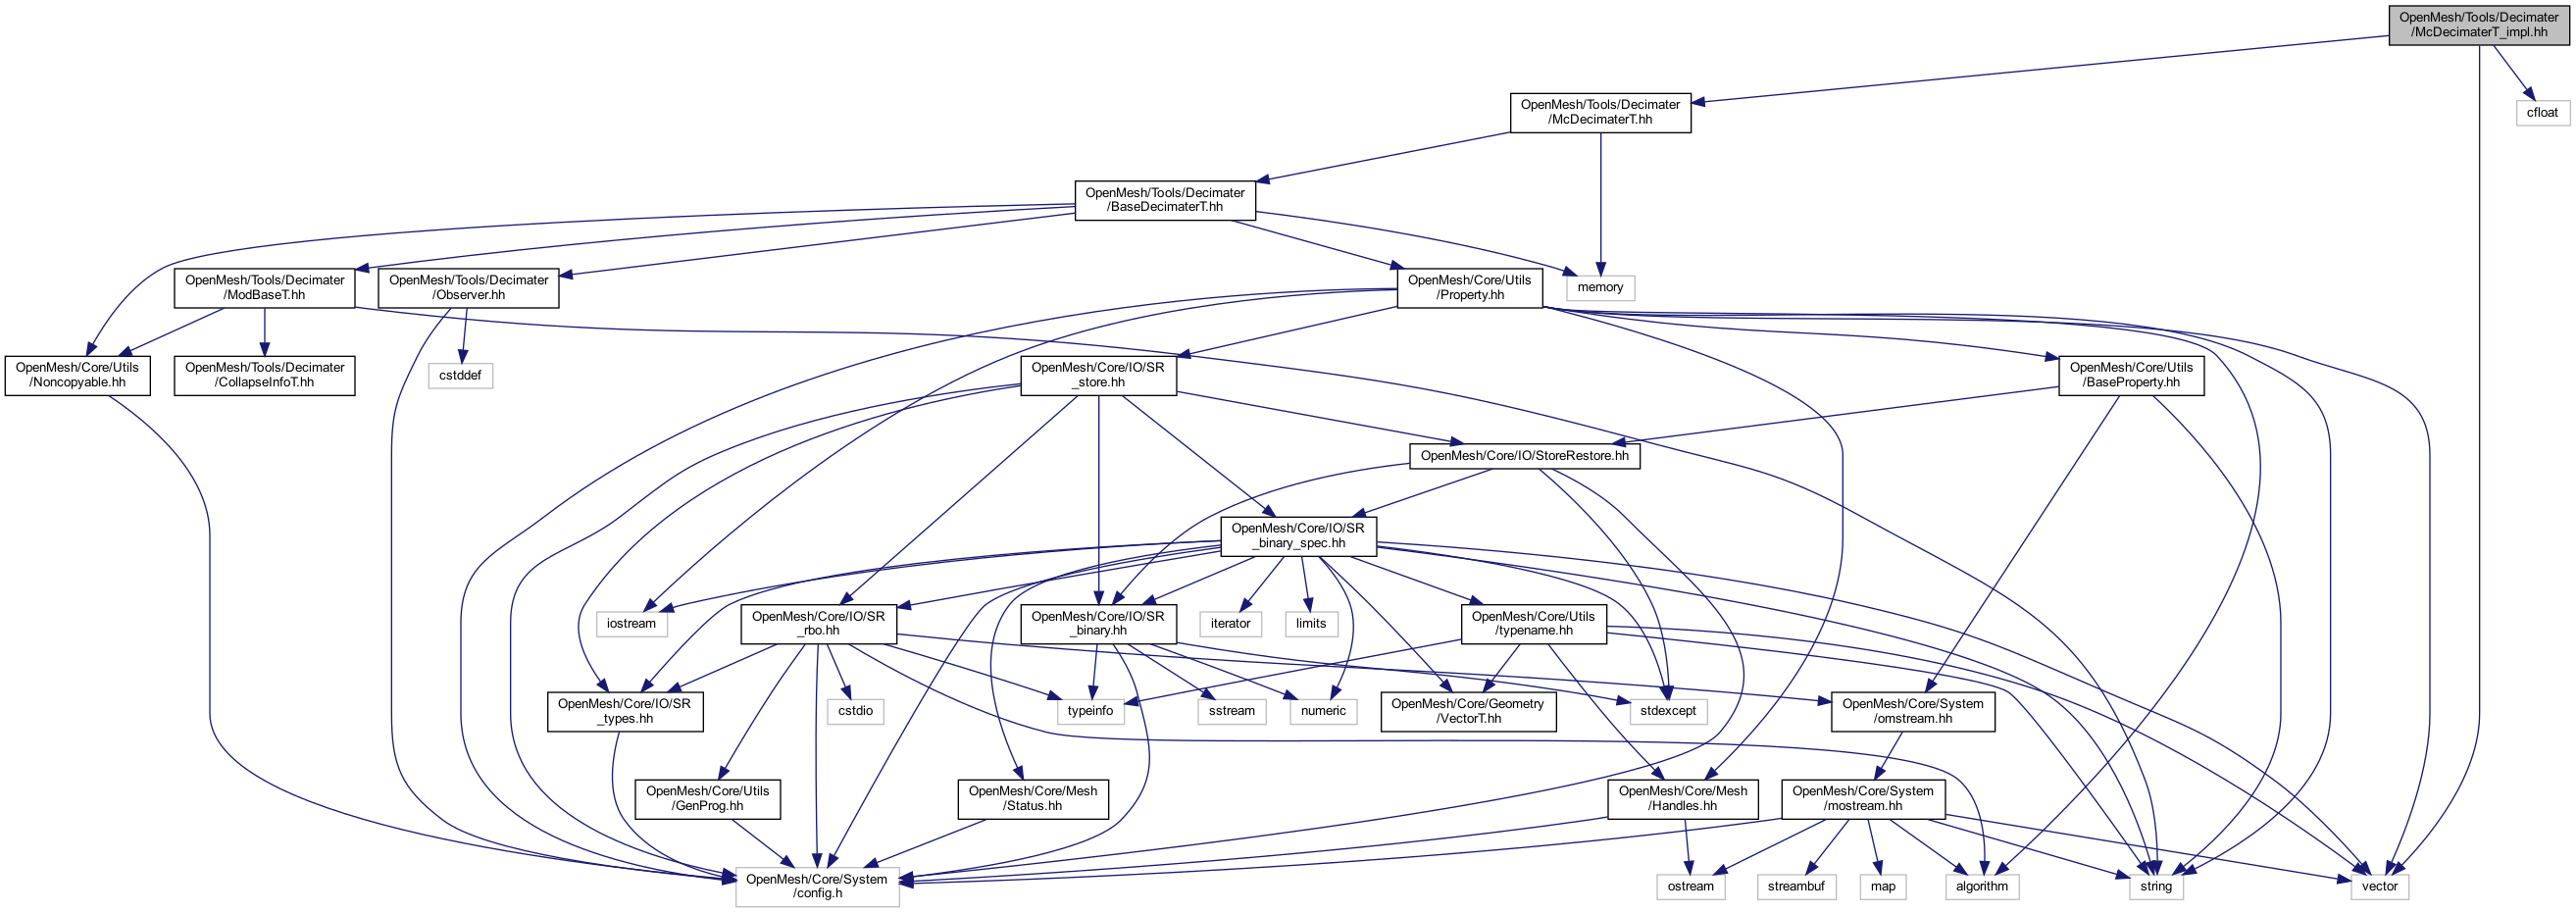 OpenMesh/Tools/Decimater
/McDecimaterT_impl.hh
OpenMesh/Tools/Decimater
/McDecimaterT.hh
cfloat
OpenMesh/Tools/Decimater
/BaseDecimaterT.hh
OpenMesh/Tools/Decimater
/ModBaseT.hh
OpenMesh/Tools/Decimater
/Observer.hh
OpenMesh/Core/Utils
/Property.hh
memory
OpenMesh/Core/Utils
/Noncopyable.hh
OpenMesh/Tools/Decimater
/CollapseInfoT.hh
cstddef
OpenMesh/Core/IO/SR
_store.hh
OpenMesh/Core/Utils
/BaseProperty.hh
OpenMesh/Core/IO/StoreRestore.hh
OpenMesh/Core/IO/SR
_binary_spec.hh
iostream
OpenMesh/Core/IO/SR
_rbo.hh
OpenMesh/Core/IO/SR
_binary.hh
iterator
limits
OpenMesh/Core/Utils
/typename.hh
OpenMesh/Core/IO/SR
_types.hh
cstdio
typeinfo
sstream
numeric
OpenMesh/Core/Geometry
/VectorT.hh
stdexcept
OpenMesh/Core/System
/omstream.hh
OpenMesh/Core/Utils
/GenProg.hh
OpenMesh/Core/Mesh
/Status.hh
OpenMesh/Core/Mesh
/Handles.hh
OpenMesh/Core/System
/mostream.hh
OpenMesh/Core/System
/config.h
ostream
streambuf
map
algorithm
string
vector